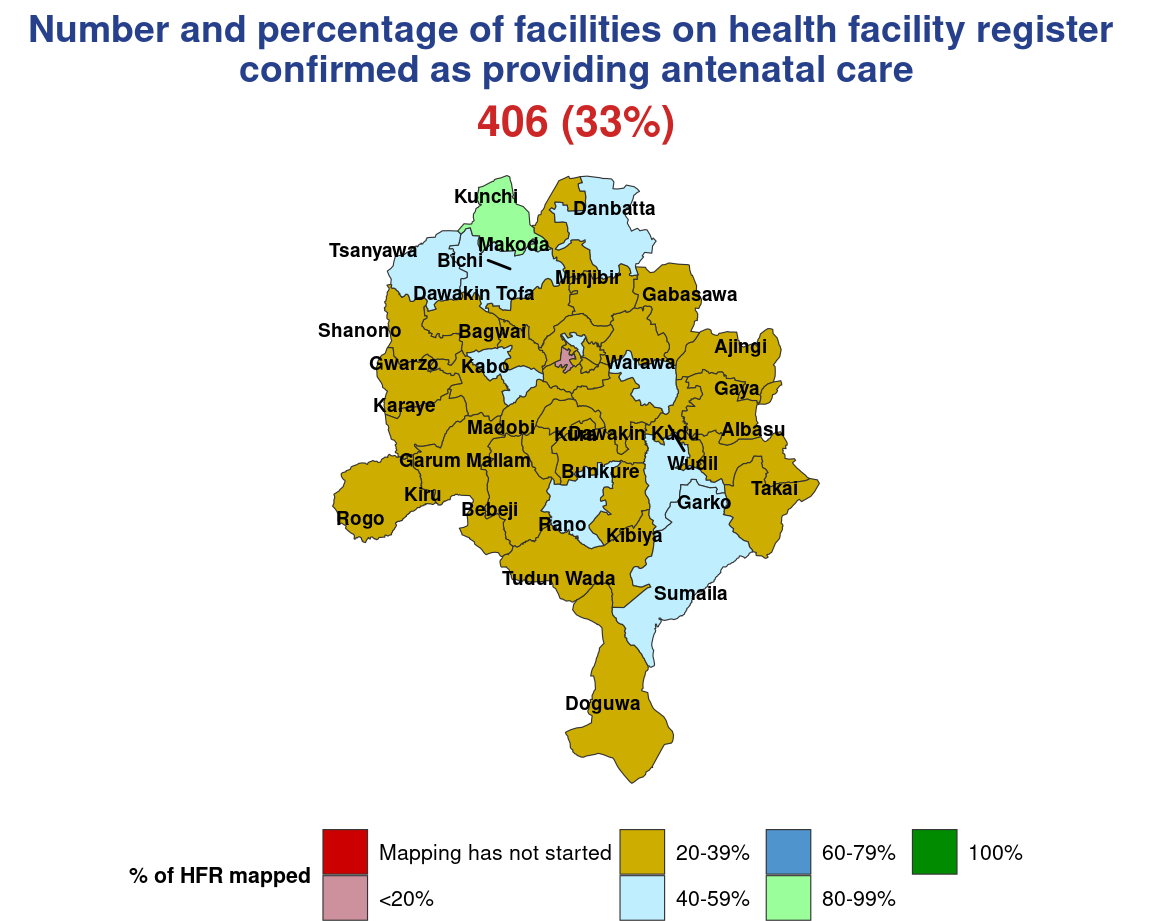 Number and percentage of facilities on health facility register
confirmed as providing antenatal care
406 (33%)
Kunchi
Danbatta
Makoda
Tsanyawa
Bichi
Minjibir
Dawakin Tofa
Gabasawa
Shanono
Bagwai
Ajingi
Gwarzo
Kabo
Warawa
Gaya
Karaye
Madobi
Kura
Dawakin Kudu
Albasu
Garum Mallam
Wudil
Bunkure
Takai
Kiru
Garko
Bebeji
Rogo
Rano
Kibiya
Tudun Wada
Sumaila
Doguwa
% of HFR mapped
Mapping has not started
20-39%
60-79%
100%
<20%
40-59%
80-99%